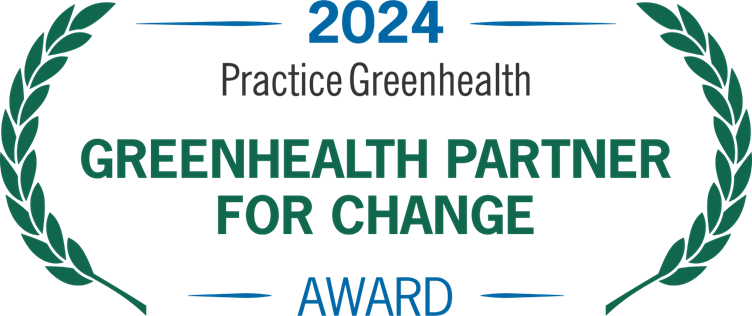 2024
Practice Greenhealth
GREENHEALTH PARTNER
FOR CHANGE
AWARD